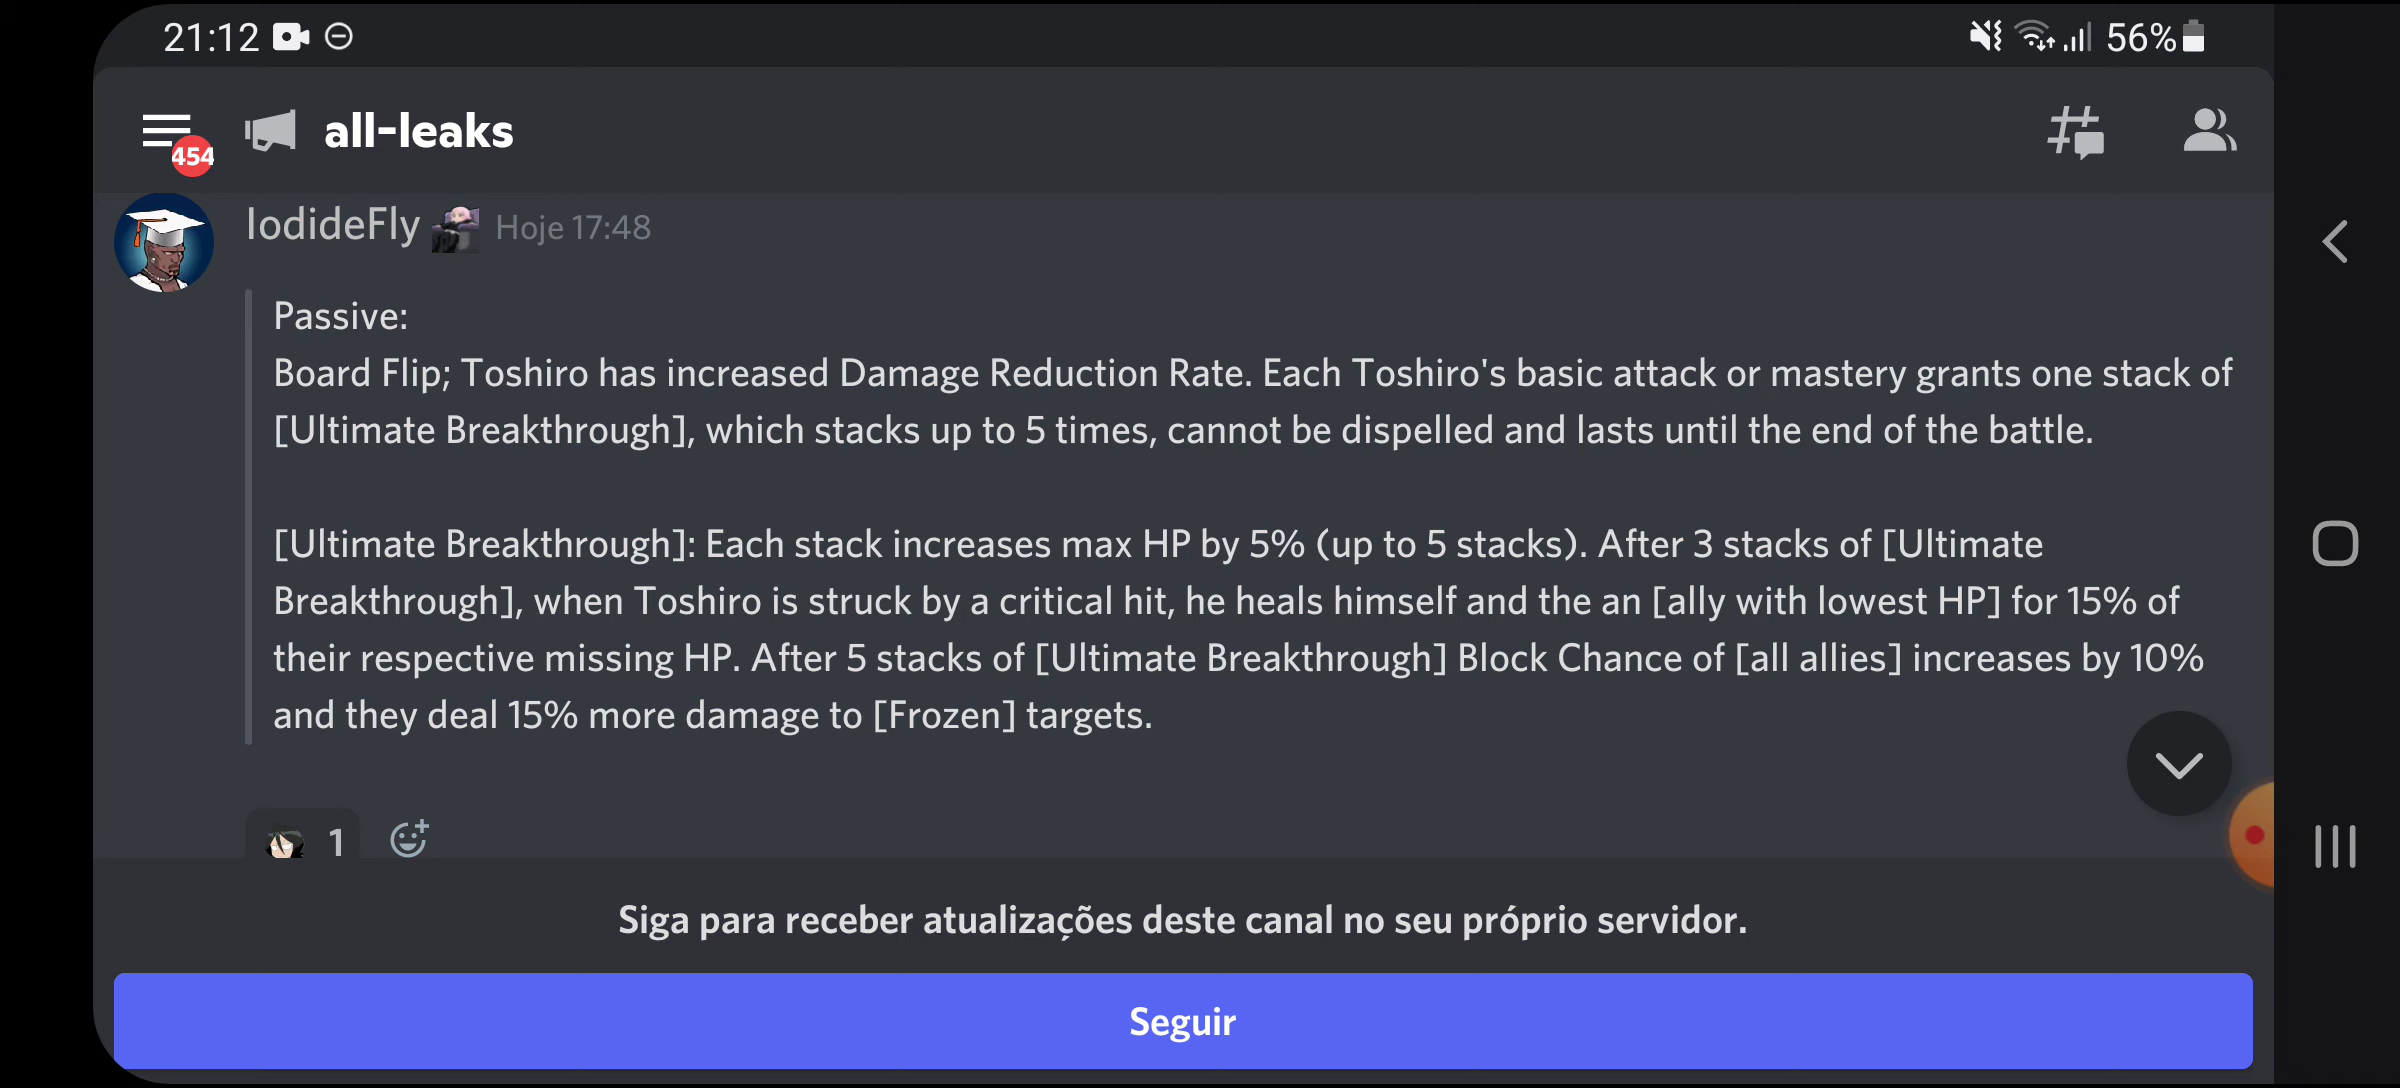 21:12
56%
all-leaks
454
IodideFly Hoje 17:48
Passive:
Board Flip; Toshiro has increased Damage Reduction Rate. Each Toshiro's basic attack or mastery grants one stack of
[Ultimate Breakthrough], which stacks up to 5 times, cannot be dispelled and lasts until the end of the battle.
[Ultimate Breakthrough]: Each stack increases max HP by 5% (up to 5 stacks). After 3 stacks of [Ultimate
Breakthrough], when Toshiro is struck by a critical hit, he heals himself and the an [ally with lowest HP] for 15% of
their respective missing HP. After 5 stacks of [Ultimate Breakthrough] Block Chance of [all allies] increases by 10%
and they deal 15% more damage to [Frozen] targets.
1
Siga para receber atualizações deste canal no seu próprio servidor.
Seguir